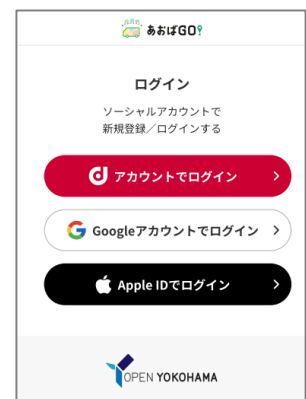 あおばGO!
ログイン
ソーシャルアカウントで
新規登録／ログインする
d アカウントでログイン
Googleアカウントでログイン
Apple IDでログイン
OPEN YOKOHAMA